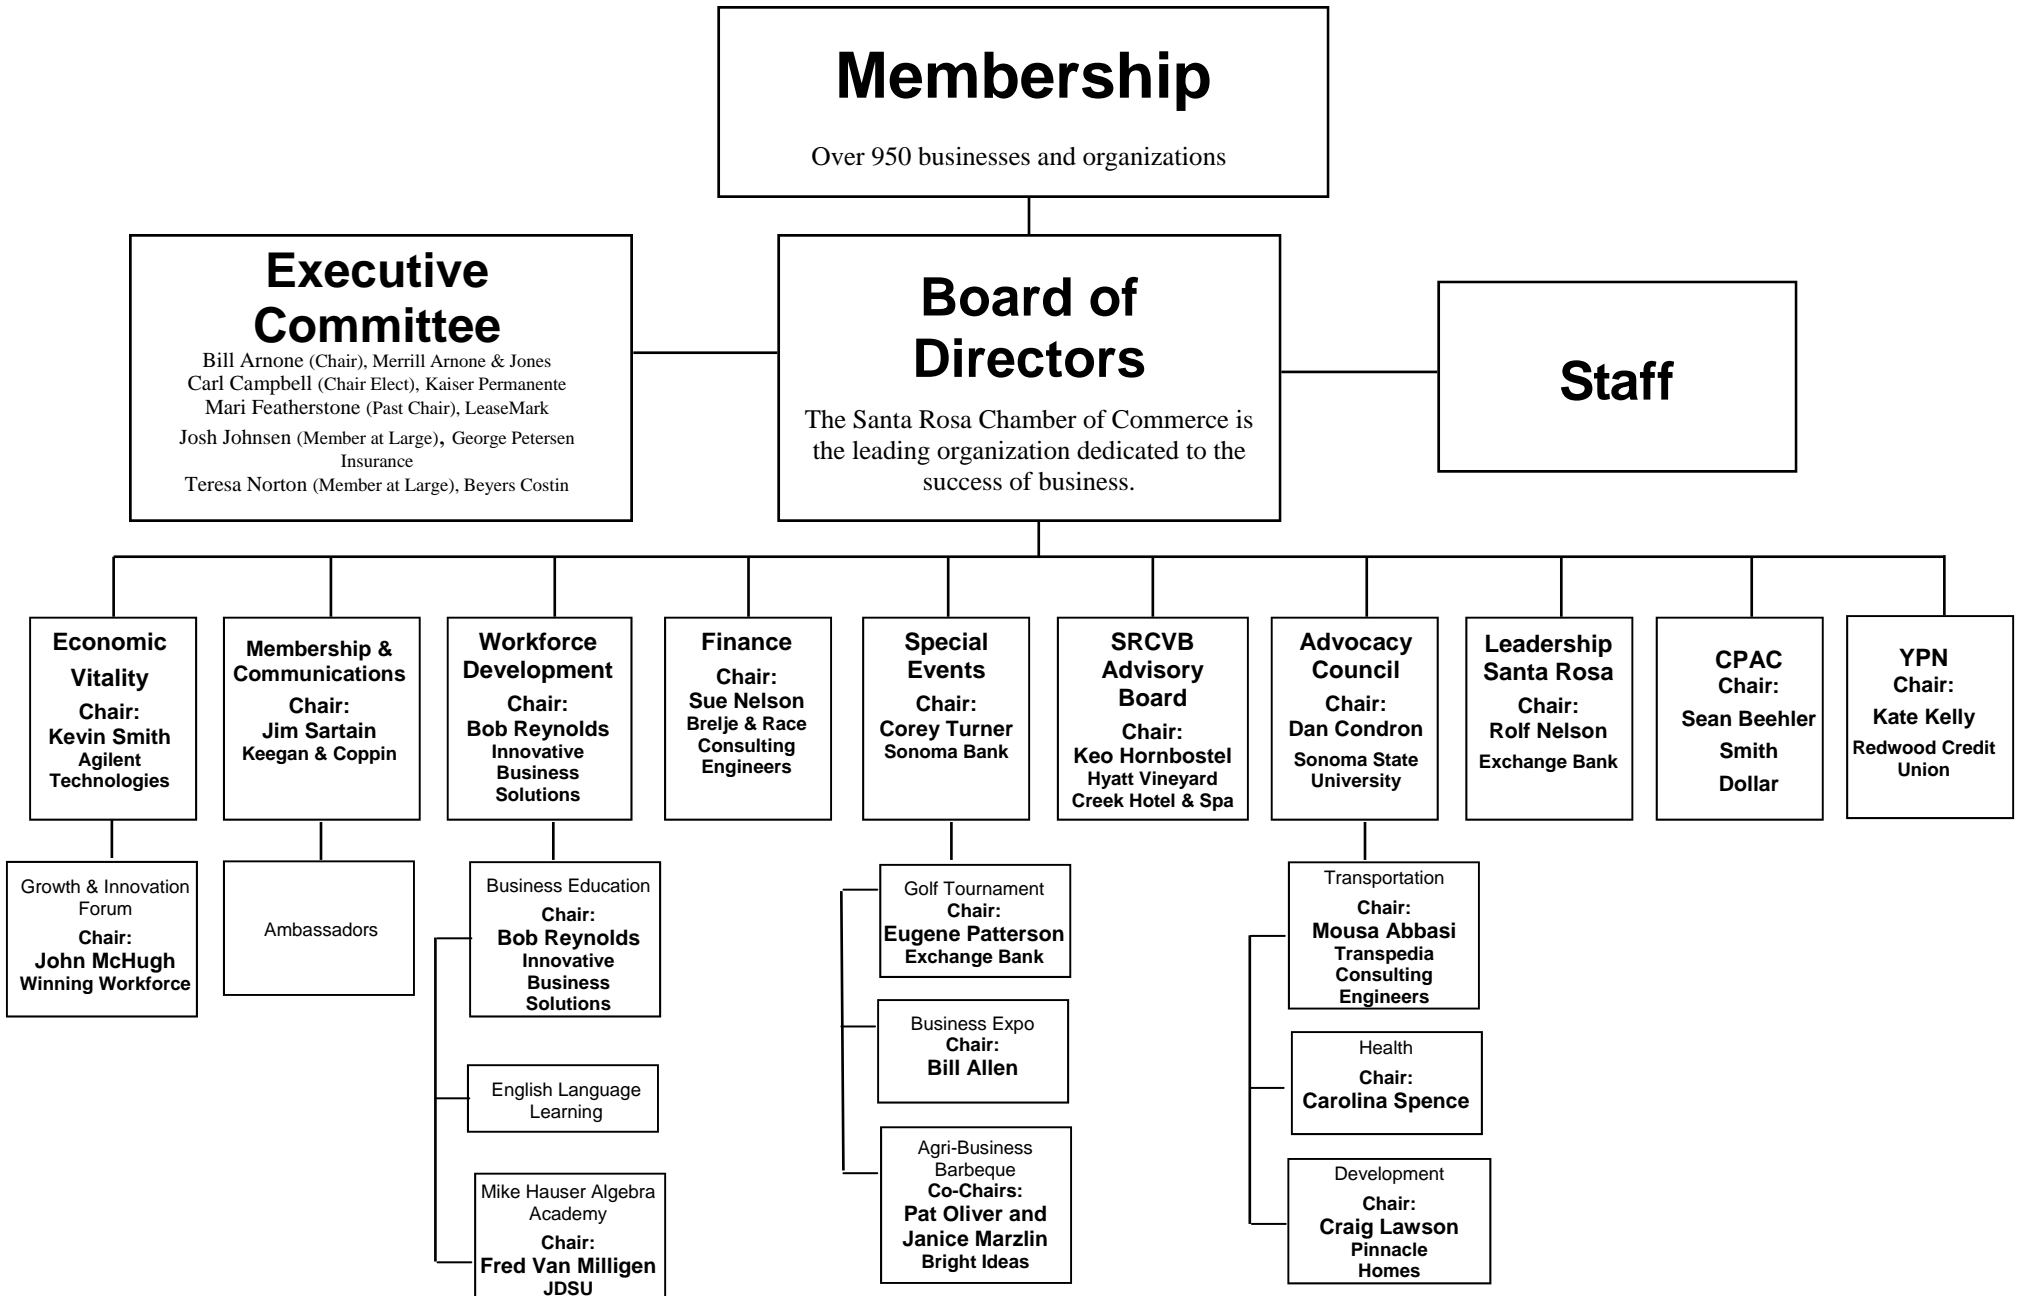 Membership
Over 950 businesses and organizations
Executive
Committee
Bill Arnone (Chair), Merrill Arnone & Jones
Carl Campbell (Chair Elect), Kaiser Permanente
Mari Featherstone (Past Chair), LeaseMark
Josh Johnsen (Member at Large), George Petersen
Insurance
Teresa Norton (Member at Large), Beyers Costin
Board of
Directors
The Santa Rosa Chamber of Commerce is
the leading organization dedicated to the
success of business.
Staff
Economic
Vitality
Chair:
Kevin Smith
Agilent
Technologies
Membership &
Communications
Chair:
Jim Sartain
Keegan & Coppin
Workforce
Development
Chair:
Bob Reynolds
Innovative
Business
Solutions
Finance
Chair:
Sue Nelson
Brelje & Race
Consulting
Engineers
Special
Events
Chair:
Corey Turner
Sonoma Bank
SRCVB
Advisory
Board
Chair:
Keo Hornbostel
Hyatt Vineyard
Creek Hotel & Spa
Advocacy
Council
Chair:
Dan Condron
Sonoma State
University
Leadership
Santa Rosa
Chair:
Rolf Nelson
Exchange Bank
CPAC
Chair:
Sean Beehler
Smith
Dollar
YPN
Chair:
Kate Kelly
Redwood Credit
Union
Growth & Innovation
Forum
Chair:
John McHugh
Winning Workforce
Ambassadors
Business Education
Chair:
Bob Reynolds
Innovative
Business
Solutions
English Language
Learning
Mike Hauser Algebra
Academy
Chair:
Fred Van Milligen
JDSU
Golf Tournament
Chair:
Eugene Patterson
Exchange Bank
Business Expo
Chair:
Bill Allen
Agri-Business
Barbeque
Co-Chairs:
Pat Oliver and
Janice Marzlin
Bright Ideas
Transportation
Chair:
Mousa Abbasi
Transpedia
Consulting
Engineers
Health
Chair:
Carolina Spence
Development
Chair:
Craig Lawson
Pinnacle
Homes